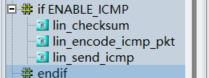 if ENABLE_ICMP
lin_checksum
lin_encode_icmp_pkt
lin_send_icmp
endif